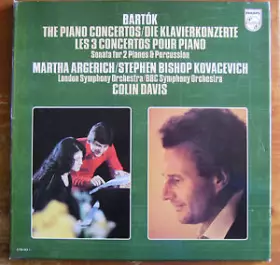 BARTÓK
THE PIANO CONCERTOS/DIE KLAVIERKONZERTE
LES 3 CONCERTOS POUR PIANO
Sonata for 2 Pianos & Percussion
MARTHA ARGERICH/STEPHEN BISHOP KOVACEVICH
London Symphony Orchestra/BBC Symphony Orchestra
COLIN DAVIS
PHILIPS